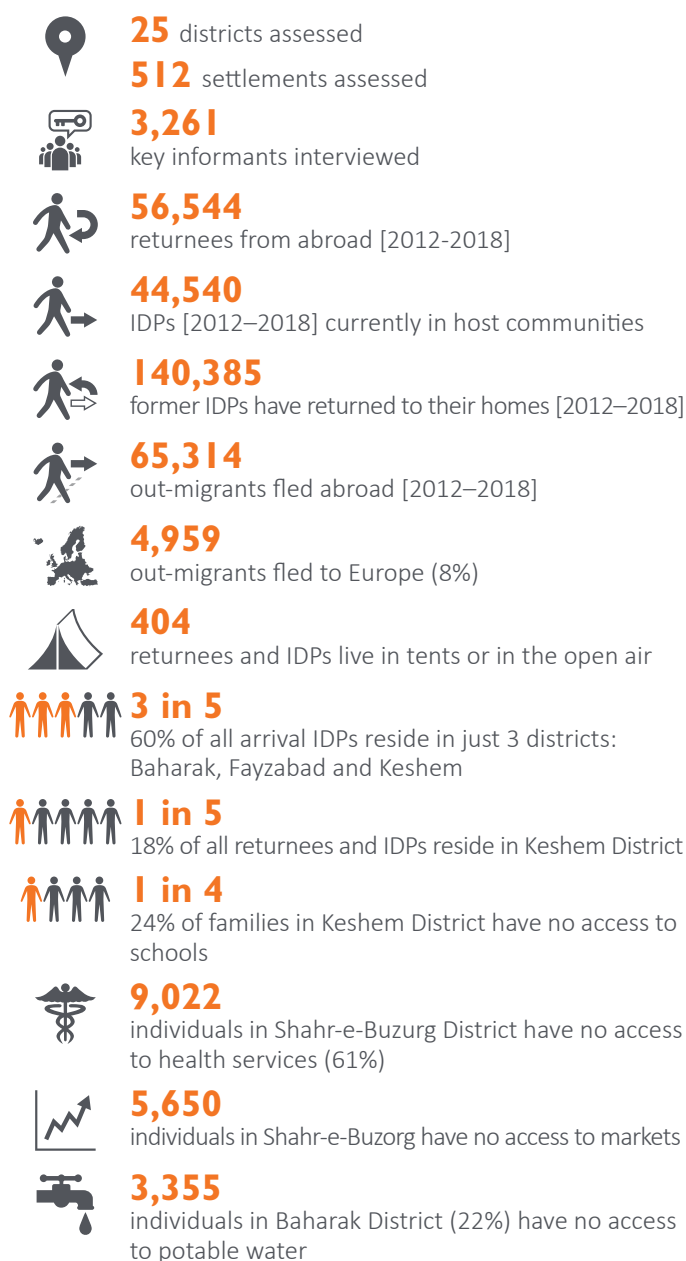 25 districts assessed
512 settlements assessed
3,261
key informants interviewed
56,544
returnees from abroad [2012-2018]
44,540
IDPs [2012–2018] currently in host communities
140,385
former IDPs have returned to their homes [2012–2018]
65,314
out-migrants fled abroad [2012–2018]
4,959
out-migrants fled to Europe (8%)
404
returnees and IDPs live in tents or in the open air
3 in 5
60% of all arrival IDPs reside in just 3 districts:
Baharak, Fayzabad and Keshem
1 in 5
18% of all returnees and IDPs reside in Keshem District
1 in 4
24% of families in Keshem District have no access to
schools
9,022
individuals in Shahr-e-Buzurg District have no access
to health services (61%)
5,650
individuals in Shahr-e-Buzorg have no access to markets
3,355
individuals in Baharak District (22%) have no access
to potable water